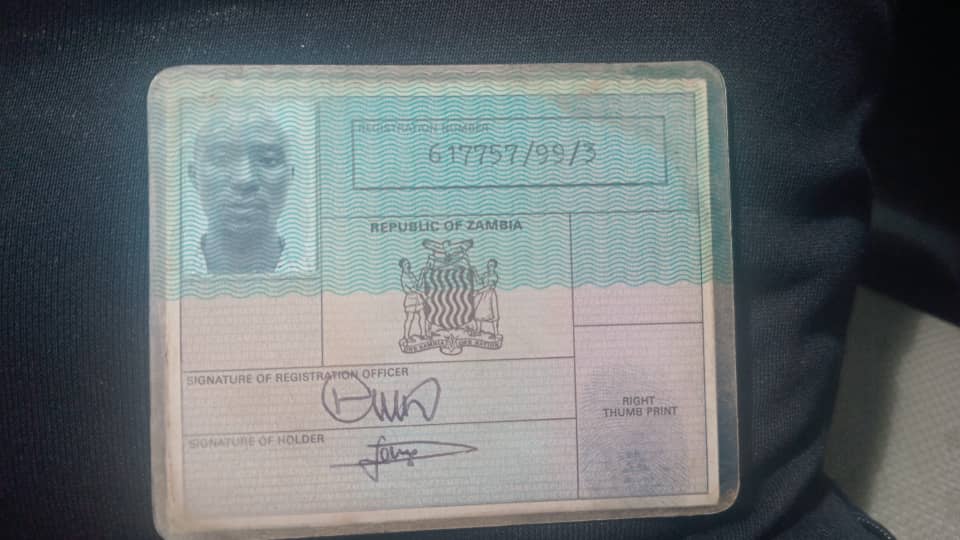 REGISTRATION NUMBER
617757/99/3
REPUBLIC OF ZAMBIA
ONE ZAMBIA ONE NATION
SIGNATURE OF REGISTRATION OFFICER
RIGHT
THUMB PRINT
SIGNATURE OF HOLDER